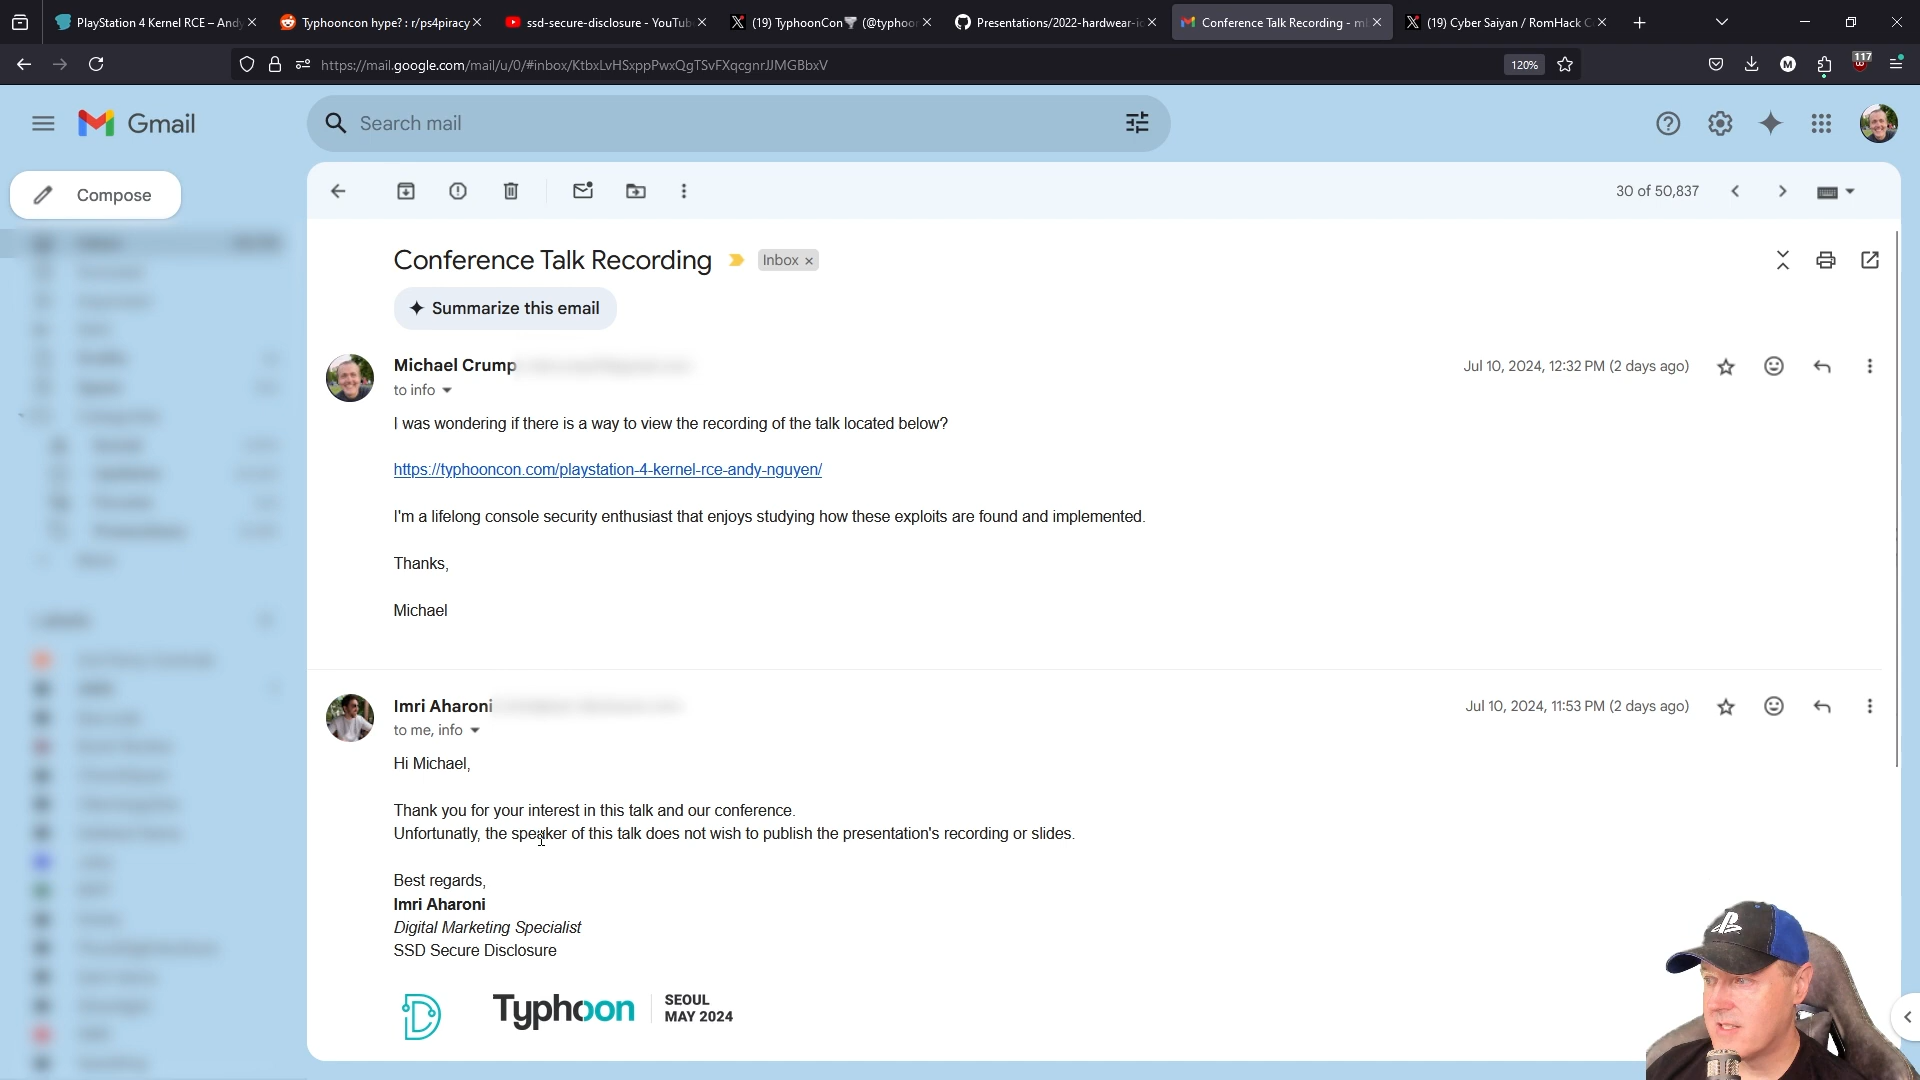 PlayStation 4 Kernel RCE – Andy
Typhooncon hype? : r/ps4piracy
ssd-secure-disclosure - YouTube
(19) TyphoonCon🌪️ (@typhoon
Presentations/2022-hardwear-io
Conference Talk Recording - m
(19) Cyber Saiyan / RomHack C
https://mail.google.com/mail/u/0/#inbox/KtbxLvHSxppPwxQgTSvFXqcgnrJJMGBbxV
120%
117
Gmail
Search mail
Compose
30 of 50,837
Conference Talk Recording
Inbox ×
Summarize this email
Michael Crump
Jul 10, 2024, 12:32 PM (2 days ago)
to info
I was wondering if there is a way to view the recording of the talk located below?
https://typhooncon.com/playstation-4-kernel-rce-andy-nguyen/
I'm a lifelong console security enthusiast that enjoys studying how these exploits are found and implemented.
Thanks,
Michael
Imri Aharoni
Jul 10, 2024, 11:53 PM (2 days ago)
to me, info
Hi Michael,
Thank you for your interest in this talk and our conference.
Unfortunatly, the speaker of this talk does not wish to publish the presentation's recording or slides.
Best regards,
Imri Aharoni
Digital Marketing Specialist
SSD Secure Disclosure
Typhoon
SEOUL
MAY 2024